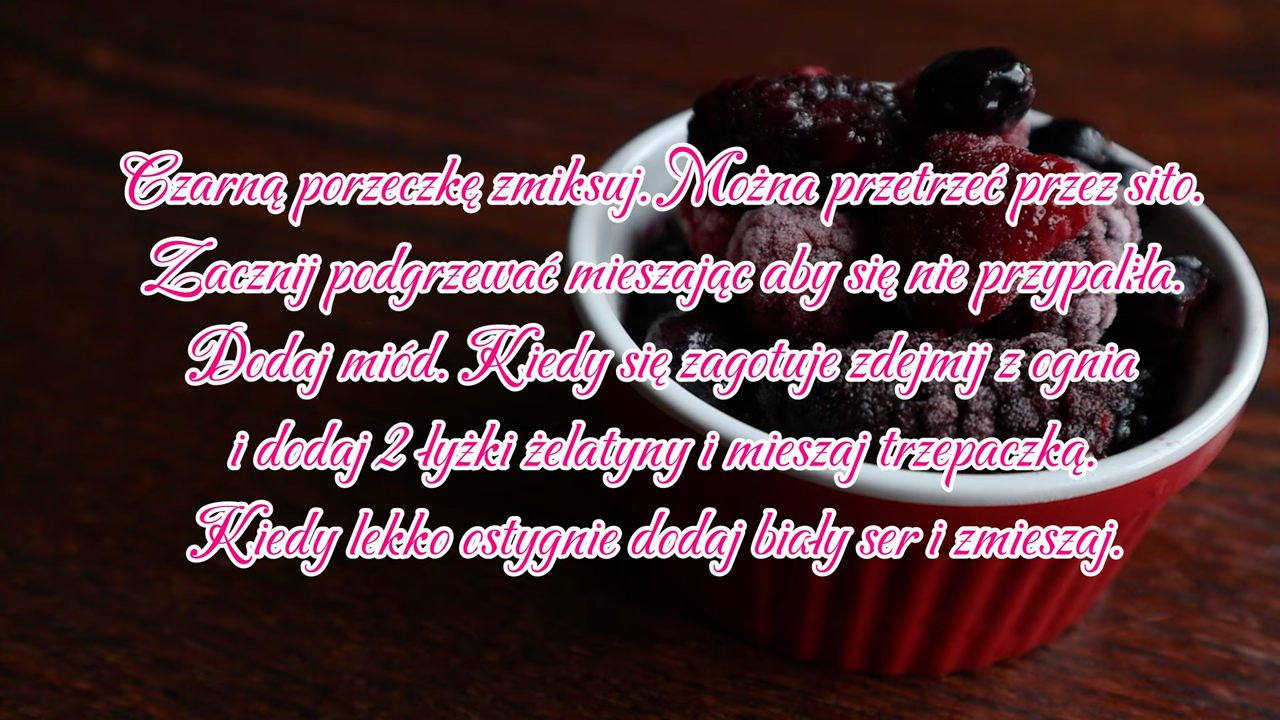 Czarną porzeczkę zmiksuj. Można przetrzeć przez sito.
Zacznij podgrzewać mieszając aby się nie przypaliła.
Dodaj miód. Kiedy się zagotuje zdejmij z ognia
i dodaj 2 łyżki żelatyny i mieszaj trzepaczką.
Kiedy lekko ostygnie dodaj biały ser i zmieszaj.